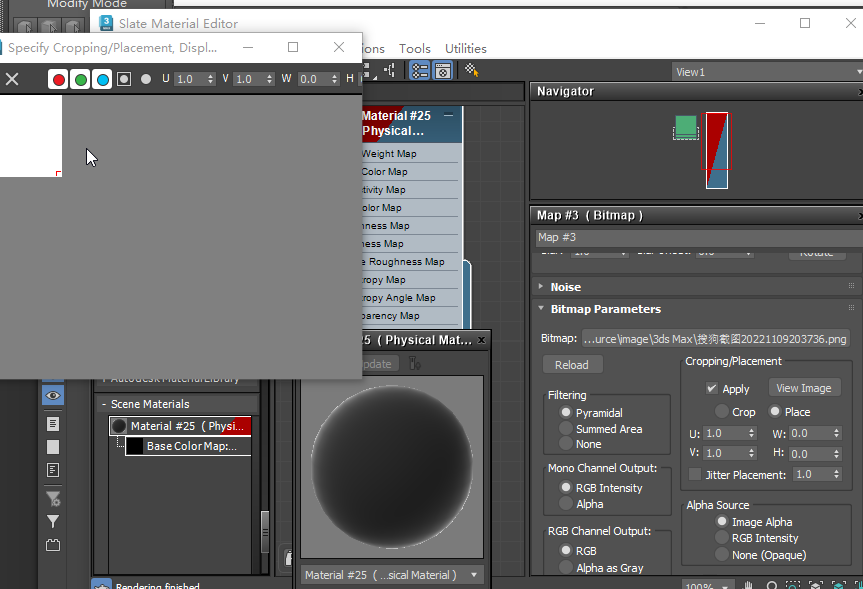 Modify Mode
Slate Material Editor
Specify Cropping/Placement, Displ...
Tools Utilities
U 1.0 V 1.0 W 0.0 H
View1
Navigator
Material #25
Physical...
Weight Map
Color Map
tivity Map
olor Map
hness Map
ness Map
e Roughness Map
tropy Map
tropy Angle Map
parency Map
Map #3 ( Bitmap )
Map #3
Rotate
Noise
Bitmap Parameters
Bitmap: ...urce\image\3ds Max\搜狗截图20221109203736.png
Reload
Cropping/Placement
Apply View Image
Crop Place
U: 1.0 W: 0.0
V: 1.0 H: 0.0
Jitter Placement: 1.0
Filtering
Pyramidal
Summed Area
None
Mono Channel Output:
RGB Intensity
Alpha
RGB Channel Output:
RGB
Alpha as Gray
Alpha Source
Image Alpha
RGB Intensity
None (Opaque)
25 ( Physical Mat...
pdate
Autodesk Material Library
- Scene Materials
Material #25 ( Physi...
Base Color Map:...
Material #25 ( ...sical Material )
Rendering finished
100%